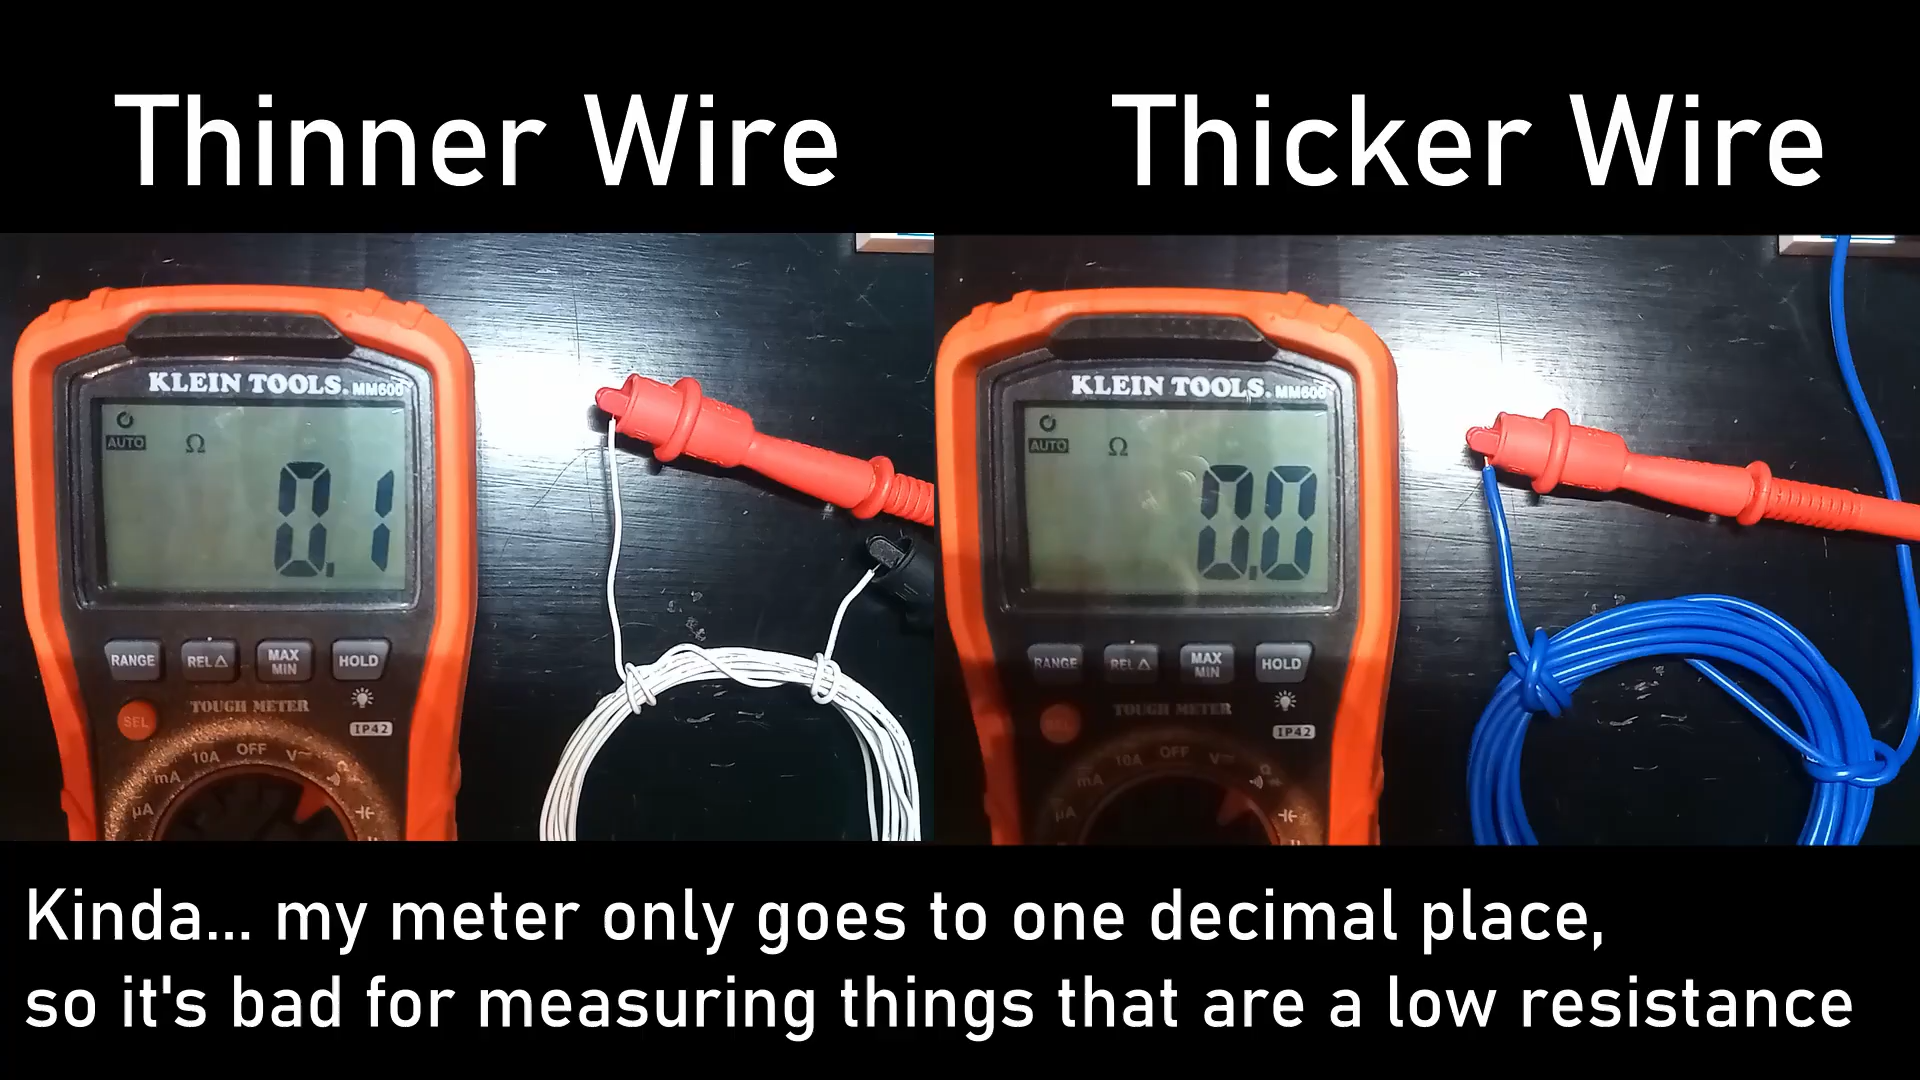 Thinner Wire
Thicker Wire
KLEIN TOOLS. MM600
AUTO Ω
0.1
RANGE REL△ MAX MIN HOLD
TOUGH METER
SEL
IP42
OFF
10A V
mA
µA
KLEIN TOOLS. MM600
AUTO Ω
0.0
RANGE REL△ MAX MIN HOLD
TOUGH METER
SEL
IP42
OFF
10A V
mA
µA
Kinda... my meter only goes to one decimal place,
so it's bad for measuring things that are a low resistance